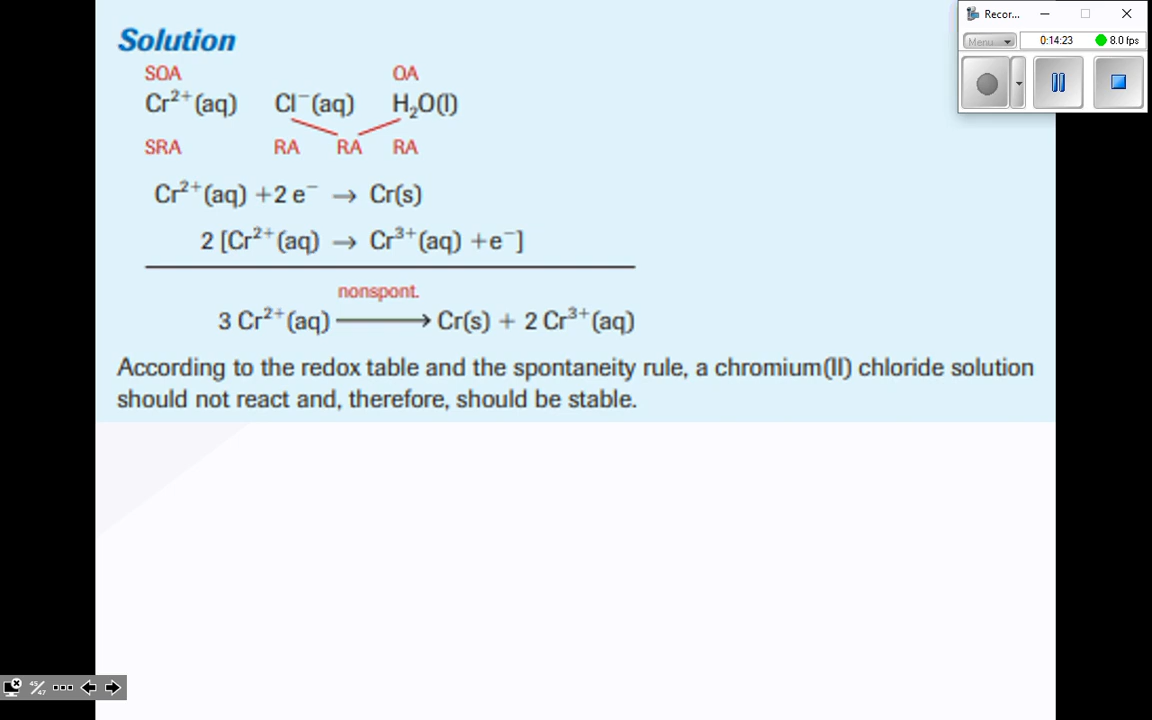 Solution
SOA OA
Cr²⁺(aq) Cl⁻(aq) H₂O(l)
SRA RA RA RA
Cr²⁺(aq) +2 e⁻ → Cr(s)
2 [Cr²⁺(aq) → Cr³⁺(aq) +e⁻]
nonspont.
3 Cr²⁺(aq) ⟶ Cr(s) + 2 Cr³⁺(aq)
According to the redox table and the spontaneity rule, a chromium(II) chloride solution
should not react and, therefore, should be stable.
Recor...
Menu... 0:14:23 8.0 fps
45/47